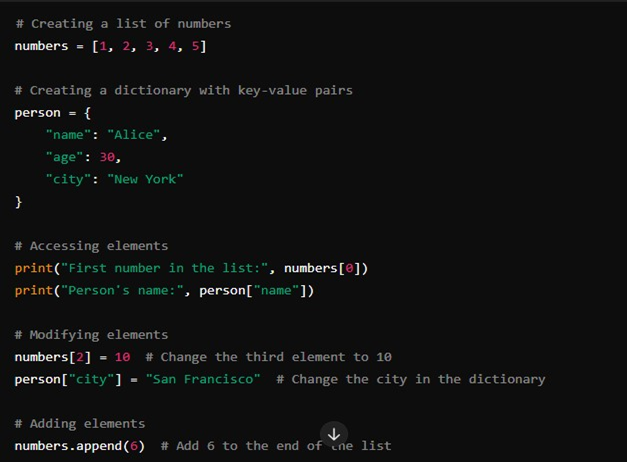 # Creating a list of numbers
numbers = [1, 2, 3, 4, 5]
# Creating a dictionary with key-value pairs
person = {
    "name": "Alice",
    "age": 30,
    "city": "New York"
}
# Accessing elements
print("First number in the list:", numbers[0])
print("Person's name:", person["name"])
# Modifying elements
numbers[2] = 10  # Change the third element to 10
person["city"] = "San Francisco"  # Change the city in the dictionary
# Adding elements
numbers.append(6)  # Add 6 to the end of the list